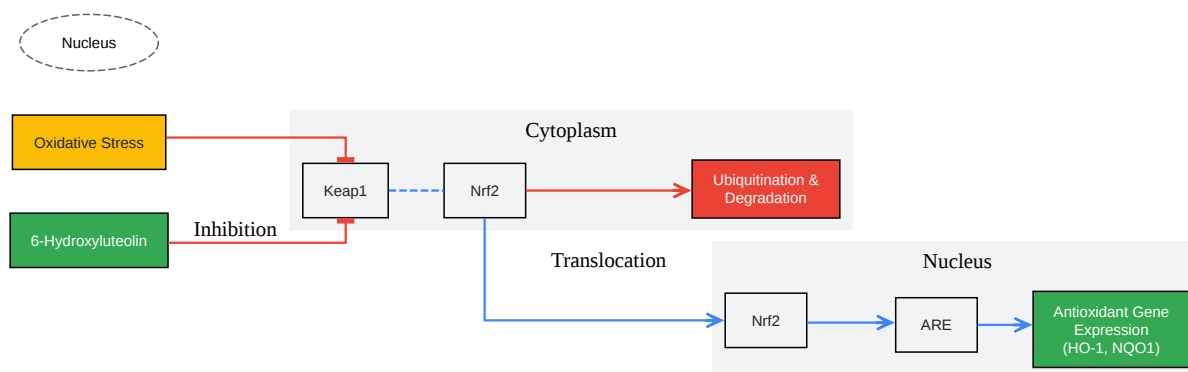 Nucleus
Oxidative Stress
Cytoplasm
Keap1
Nrf2
Ubiquitination &
Degradation
6-Hydroxyluteolin
Inhibition
Translocation
Nucleus
Nrf2
ARE
Antioxidant Gene
Expression
(HO-1, NQO1)